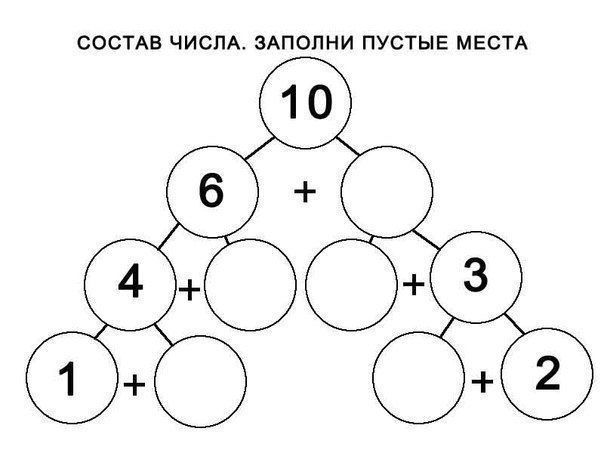 СОСТАВ ЧИСЛА. ЗАПОЛНИ ПУСТЫЕ МЕСТА
10
6 +
4 + + 3
1 + + 2